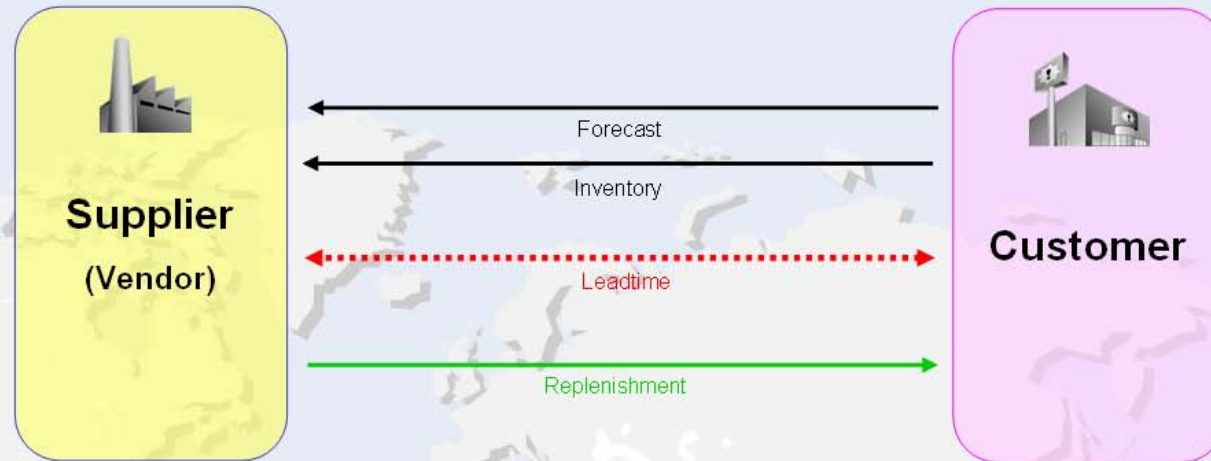 Supplier
(Vendor)
Forecast
Inventory
Leadtime
Replenishment
Customer